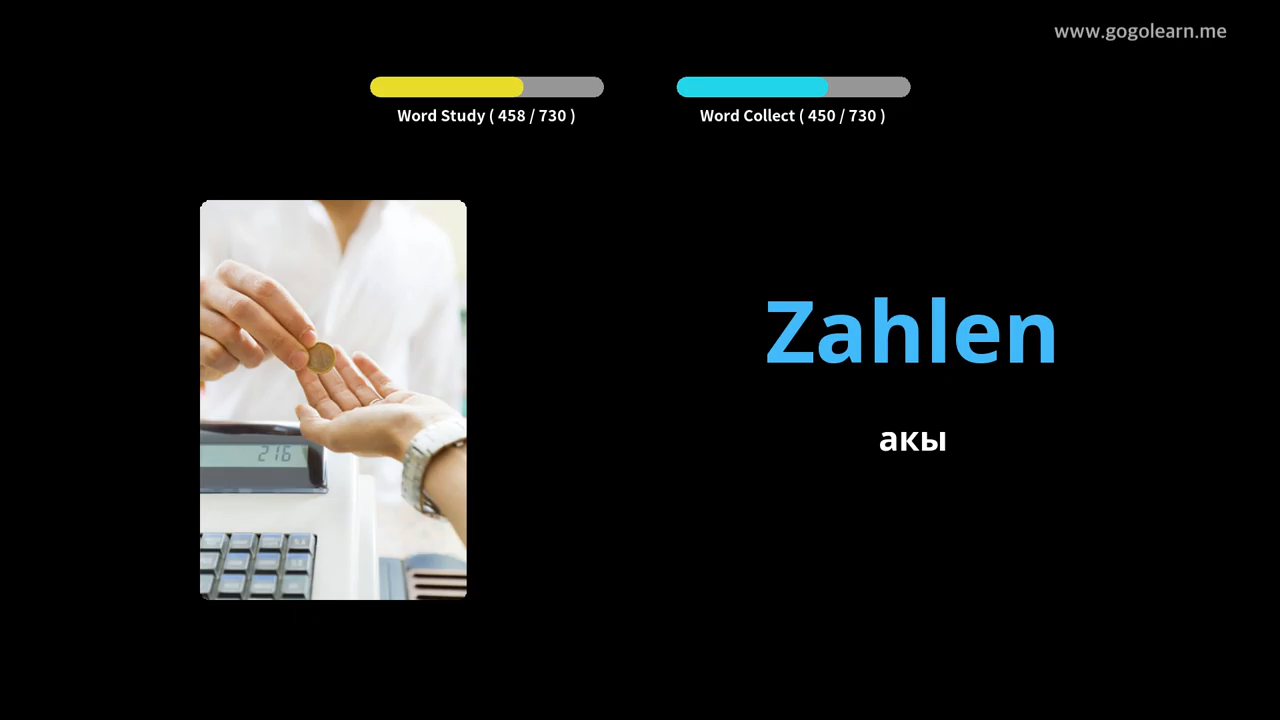 www.gogolearn.me
Word Study ( 458 / 730 )
Word Collect ( 450 / 730 )
Zahlen
акы
216